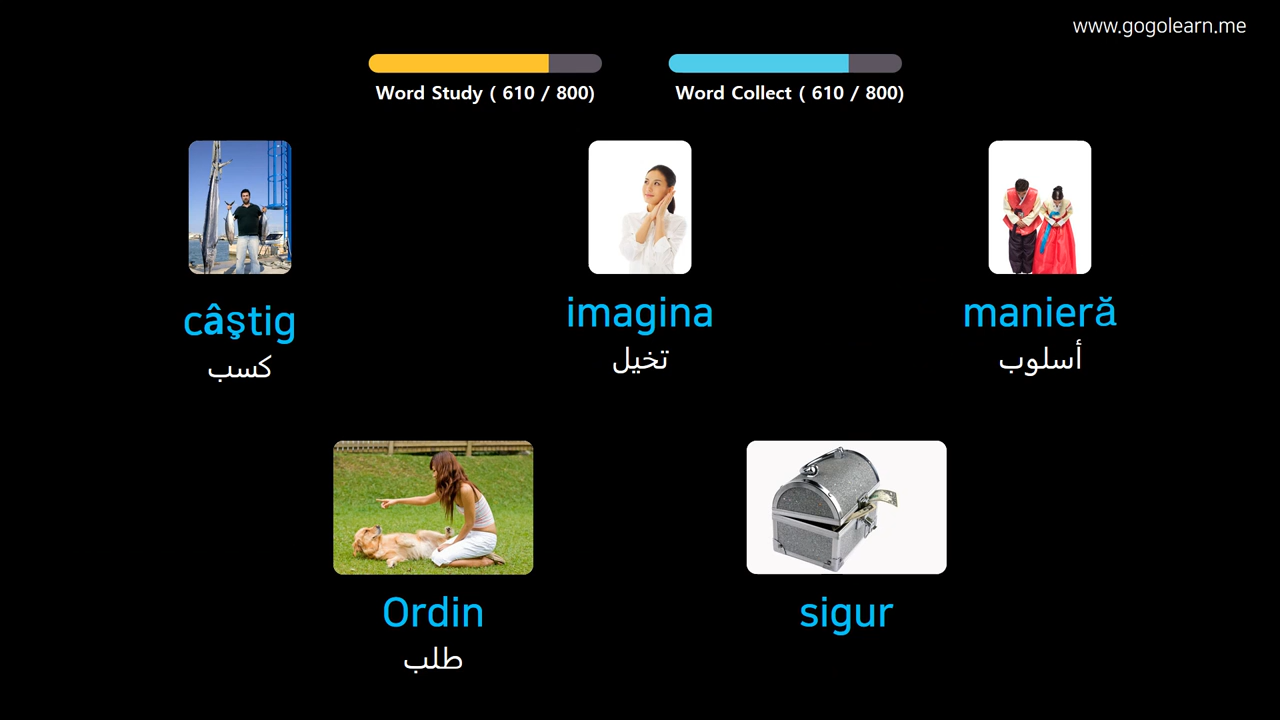 www.gogolearn.me
Word Study ( 610 / 800)
Word Collect ( 610 / 800)
câştig
كسب
imagina
تخيل
manieră
أسلوب
Ordin
طلب
sigur